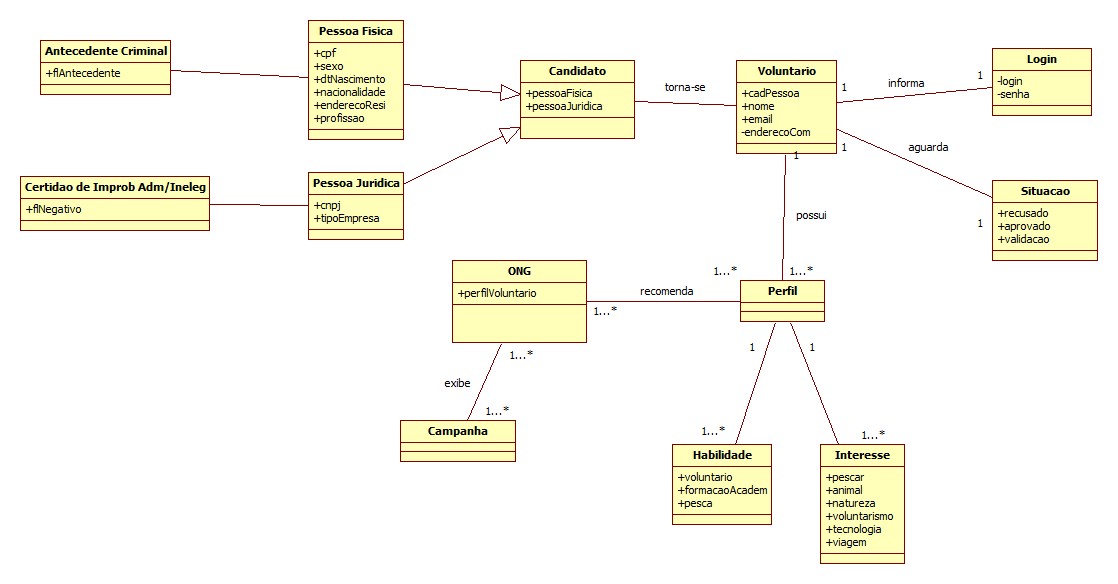 Antecedente Criminal
+flAntecedente
Pessoa Fisica
+cpf
+sexo
+dtNascimento
+nacionalidade
+enderecoResi
+profissao
Candidato
+pessoaFisica
+pessoaJuridica
torna-se
Voluntario
+cadPessoa
+nome
+email
-enderecoCom
1
informa
1
Login
-login
-senha
1
aguarda
1
Situacao
+recusado
+aprovado
+validacao
Certidao de Improb Adm/Ineleg
+flNegativo
Pessoa Juridica
+cnpj
+tipoEmpresa
1
possui
1...*
1...*
ONG
+perfilVoluntario
recomenda
1...*
Perfil
1...*
exibe
1...*
Campanha
1
1
1...*
1...*
Habilidade
+voluntario
+formacaoAcadem
+pesca
Interesse
+pescar
+animal
+natureza
+voluntarismo
+tecnologia
+viagem